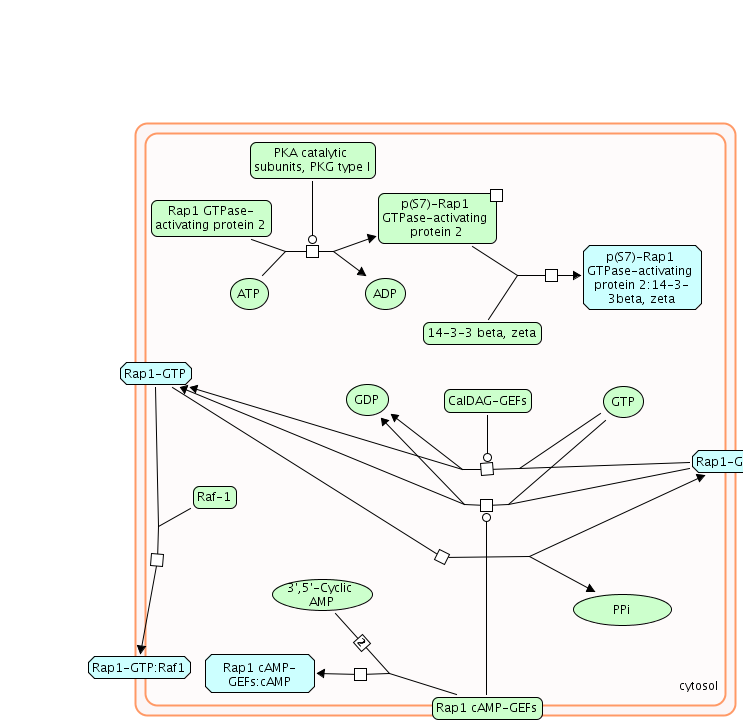 PKA catalytic
subunits, PKG type I
Rap1 GTPase-
activating protein 2
p(S7)-Rap1
GTPase-activating
protein 2
p(S7)-Rap1
GTPase-activating
protein 2:14-3-
3beta, zeta
ATP
ADP
14-3-3 beta, zeta
Rap1-GTP
GDP
CalDAG-GEFs
GTP
Rap1-G
Raf-1
3',5'-Cyclic
AMP
PPi
2
Rap1-GTP:Raf1
Rap1 cAMP-
GEFs:cAMP
cytosol
Rap1 cAMP-GEFs